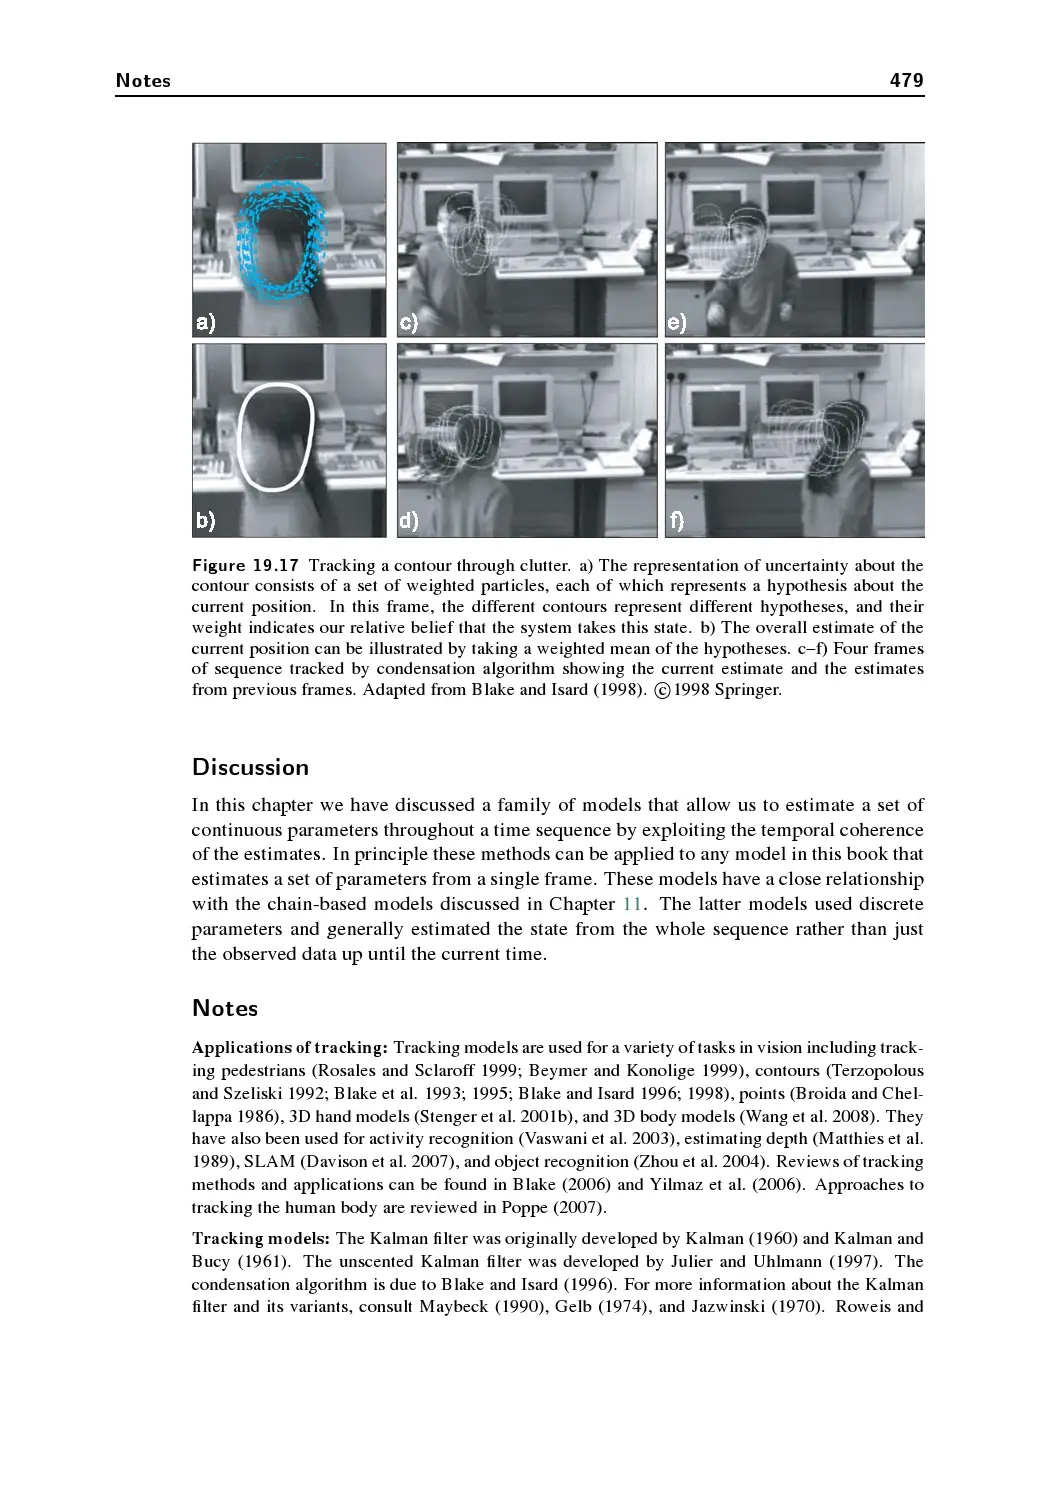 Notes 479
a) c) e)
b) d) f)
Figure 19.17 Tracking a contour through clutter. a) The representation of uncertainty about the
contour consists of a set of weighted particles, each of which represents a hypothesis about the
current position. In this frame, the different contours represent different hypotheses, and their
weight indicates our relative belief that the system takes this state. b) The overall estimate of the
current position can be illustrated by taking a weighted mean of the hypotheses. c–f) Four frames
of sequence tracked by condensation algorithm showing the current estimate and the estimates
from previous frames. Adapted from Blake and Isard (1998). ©1998 Springer.
Discussion
In this chapter we have discussed a family of models that allow us to estimate a set of
continuous parameters throughout a time sequence by exploiting the temporal coherence
of the estimates. In principle these methods can be applied to any model in this book that
estimates a set of parameters from a single frame. These models have a close relationship
with the chain-based models discussed in Chapter 11. The latter models used discrete
parameters and generally estimated the state from the whole sequence rather than just
the observed data up until the current time.
Notes
Applications of tracking: Tracking models are used for a variety of tasks in vision including track-
ing pedestrians (Rosales and Sclaroff 1999; Beymer and Konolige 1999), contours (Terzopolous
and Szeliski 1992; Blake et al. 1993; 1995; Blake and Isard 1996; 1998), points (Broida and Chel-
lappa 1986), 3D hand models (Stenger et al. 2001b), and 3D body models (Wang et al. 2008). They
have also been used for activity recognition (Vaswani et al. 2003), estimating depth (Matthies et al.
1989), SLAM (Davison et al. 2007), and object recognition (Zhou et al. 2004). Reviews of tracking
methods and applications can be found in Blake (2006) and Yilmaz et al. (2006). Approaches to
tracking the human body are reviewed in Poppe (2007).
Tracking models: The Kalman filter was originally developed by Kalman (1960) and Kalman and
Bucy (1961). The unscented Kalman filter was developed by Julier and Uhlmann (1997). The
condensation algorithm is due to Blake and Isard (1996). For more information about the Kalman
filter and its variants, consult Maybeck (1990), Gelb (1974), and Jazwinski (1970). Roweis and